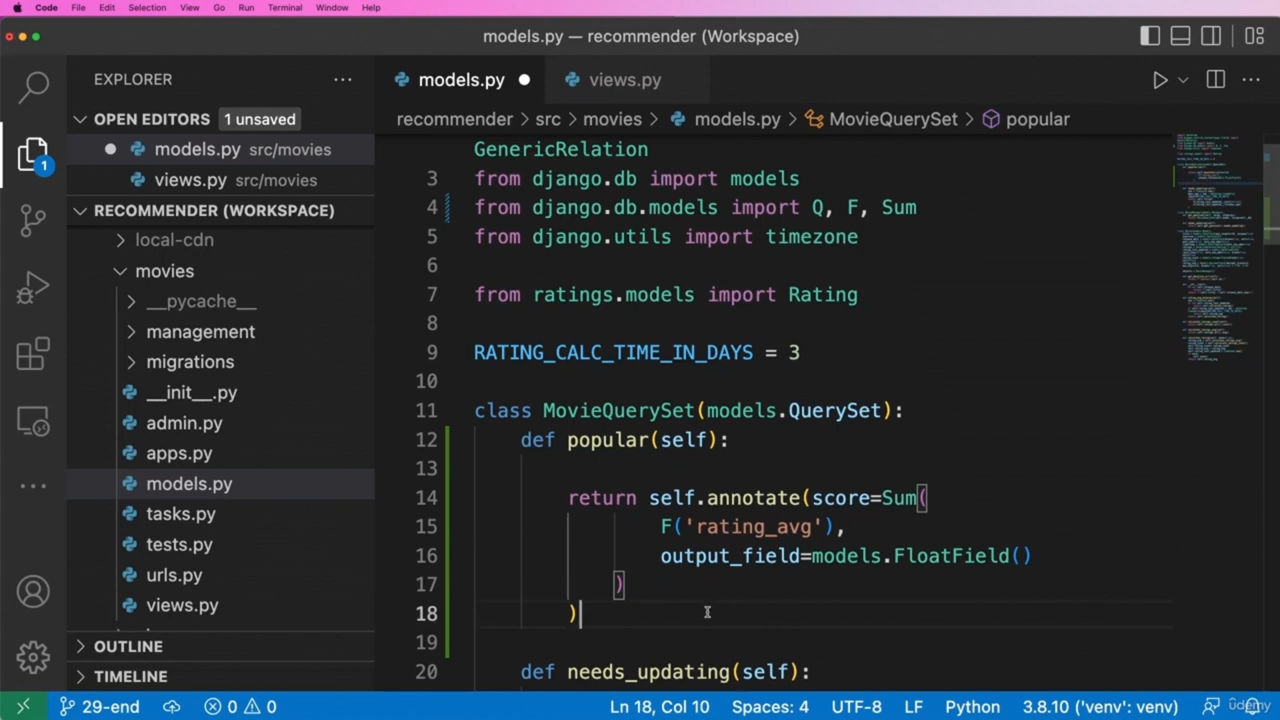 Code File Edit Selection View Go Run Terminal Window Help
models.py — recommender (Workspace)
EXPLORER
OPEN EDITORS 1 unsaved
models.py src/movies
views.py src/movies
RECOMMENDER (WORKSPACE)
local-cdn
movies
__pycache__
management
migrations
__init__.py
admin.py
apps.py
models.py
tasks.py
tests.py
urls.py
views.py
OUTLINE
TIMELINE
1
models.py views.py
recommender > src > movies > models.py > MovieQuerySet > popular
GenericRelation
3 from django.db import models
4 from django.db.models import Q, F, Sum
5 from django.utils import timezone
6
7 from ratings.models import Rating
8
9 RATING_CALC_TIME_IN_DAYS = 3
10
11 class MovieQuerySet(models.QuerySet):
12 def popular(self):
13
14 return self.annotate(score=Sum(
15 F('rating_avg'),
16 output_field=models.FloatField()
17 )
18 )
19
20 def needs_updating(self):
29-end 0 0 Ln 18, Col 10 Spaces: 4 UTF-8 LF Python 3.8.10 ('venv': venv)
udemy